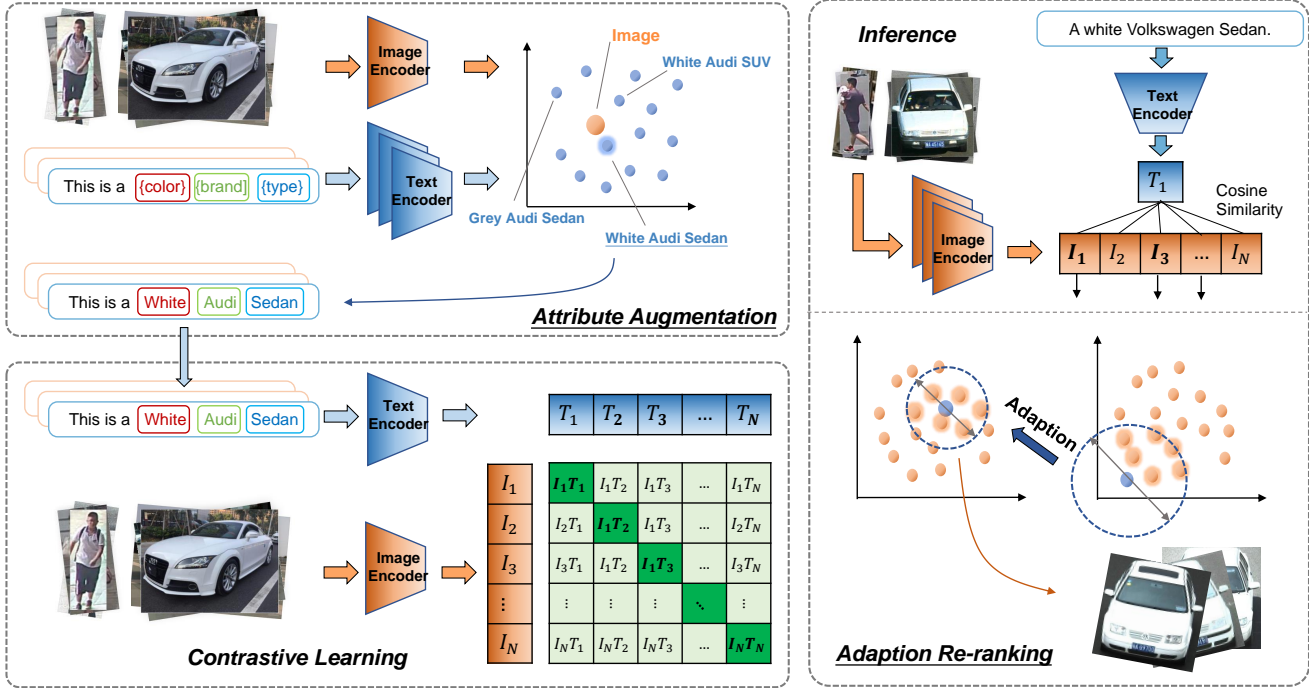 Image
Encoder
Image
White Audi SUV
This is a {color} {brand] {type}
Text
Encoder
Grey Audi Sedan
White Audi Sedan
This is a White Audi Sedan
Attribute Augmentation
This is a White Audi Sedan
Text
Encoder
T1 T2 T3 ... TN
I1 I1T1 I1T2 I1T3 ... I1TN
I2 I2T1 I1T2 I1T3 ... I2TN
I3 I3T1 I1T2 I1T3 ... I3TN
⋮ ⋮ ⋮ ⋮ ⋱ ⋮
IN INT1 INT2 INT3 ... INTN
Image
Encoder
Contrastive Learning
Inference
A white Volkswagen Sedan.
Text
Encoder
T1
Cosine
Similarity
Image
Encoder
I1 I2 I3 ... IN
Adaption
Adaption Re-ranking